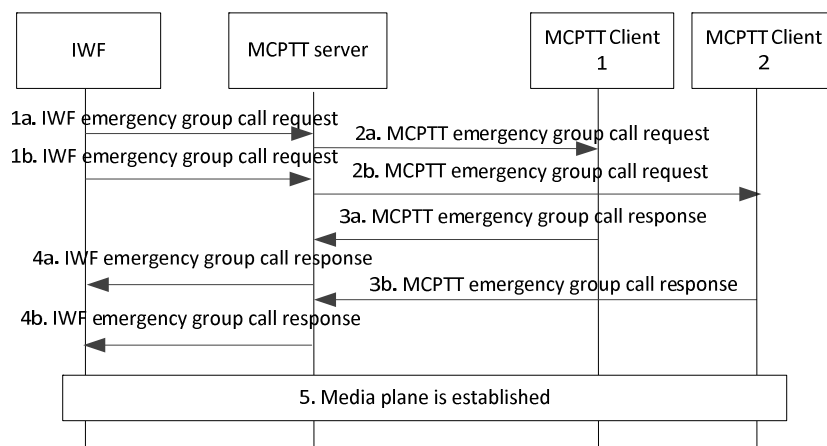 IWF
MCPTT server
MCPTT Client
1
MCPTT Client
2
1a. IWF emergency group call request
2a. MCPTT emergency group call request
1b. IWF emergency group call request
2b. MCPTT emergency group call request
3a. MCPTT emergency group call response
4a. IWF emergency group call response
3b. MCPTT emergency group call response
4b. IWF emergency group call response
5. Media plane is established